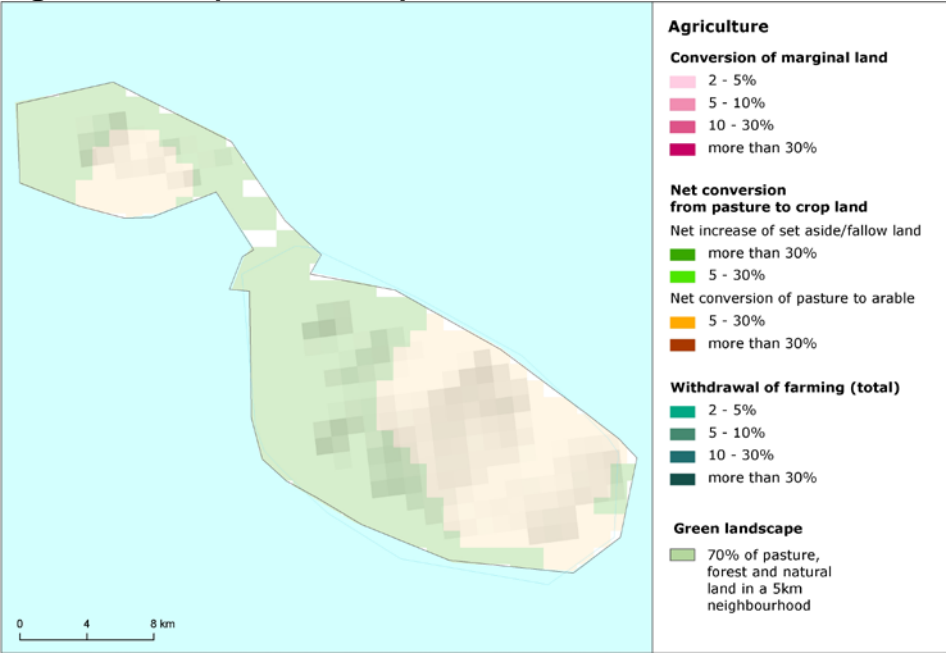 Agriculture
Conversion of marginal land
2 - 5%
5 - 10%
10 - 30%
more than 30%
Net conversion
from pasture to crop land
Net increase of set aside/fallow land
more than 30%
5 - 30%
Net conversion of pasture to arable
5 - 30%
more than 30%
Withdrawal of farming (total)
2 - 5%
5 - 10%
10 - 30%
more than 30%
Green landscape
70% of pasture,
forest and natural
land in a 5km
neighbourhood
0 4 8 km